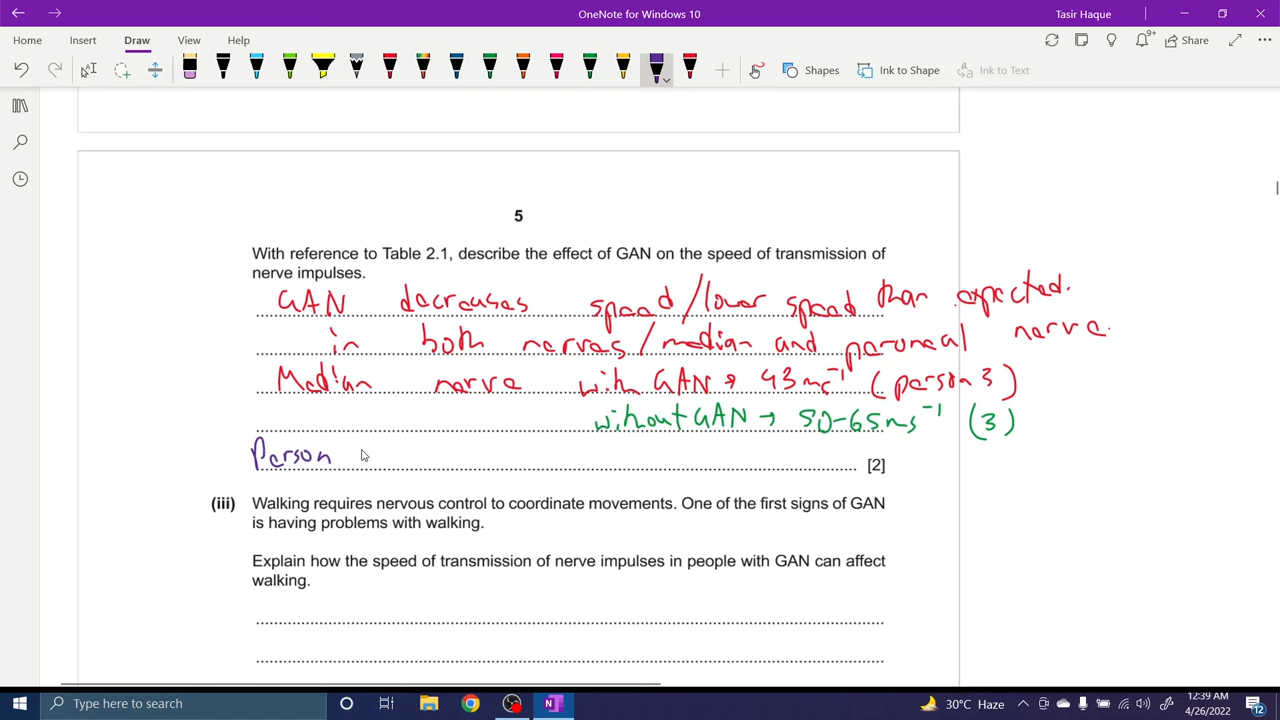 OneNote for Windows 10
Tasir Haque
Home Insert Draw View Help
Share
Shapes Ink to Shape Ink to Text
5
With reference to Table 2.1, describe the effect of GAN on the speed of transmission of
nerve impulses.
GAN decreases speed/lower speed than expected.
in both nerves/median and peroneal nerve.
Median nerve with GAN → 43ms⁻¹ (person 3)
without GAN → 50-65ms⁻¹ (3)
Person
[2]
(iii) Walking requires nervous control to coordinate movements. One of the first signs of GAN
is having problems with walking.
Explain how the speed of transmission of nerve impulses in people with GAN can affect
walking.
Type here to search
30°F Clear
12:39 AM
4/26/2022
12